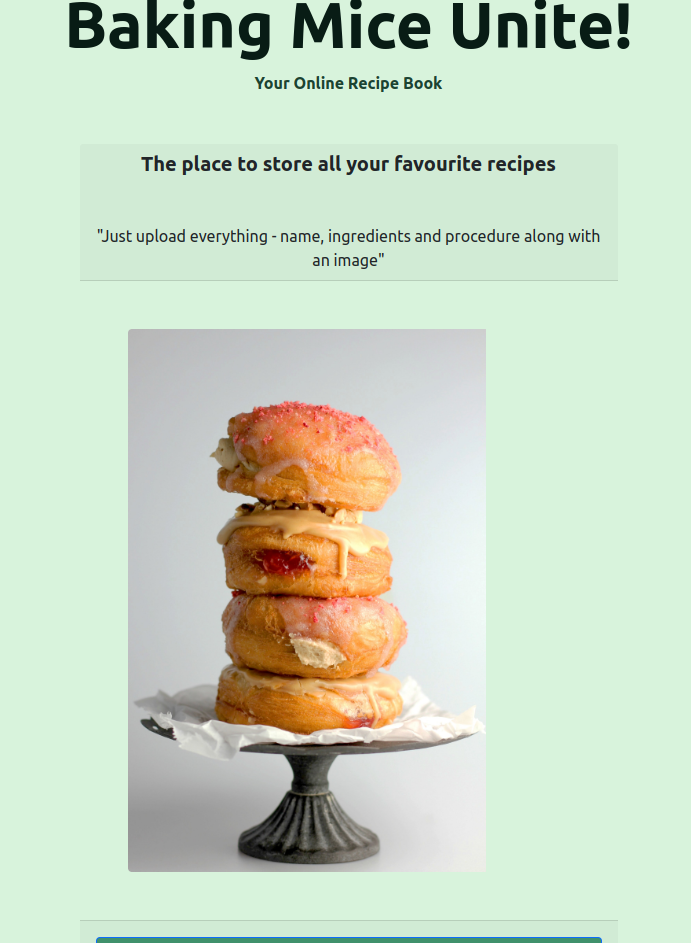 Baking Mice Unite!
Your Online Recipe Book
The place to store all your favourite recipes
"Just upload everything - name, ingredients and procedure along with
an image"